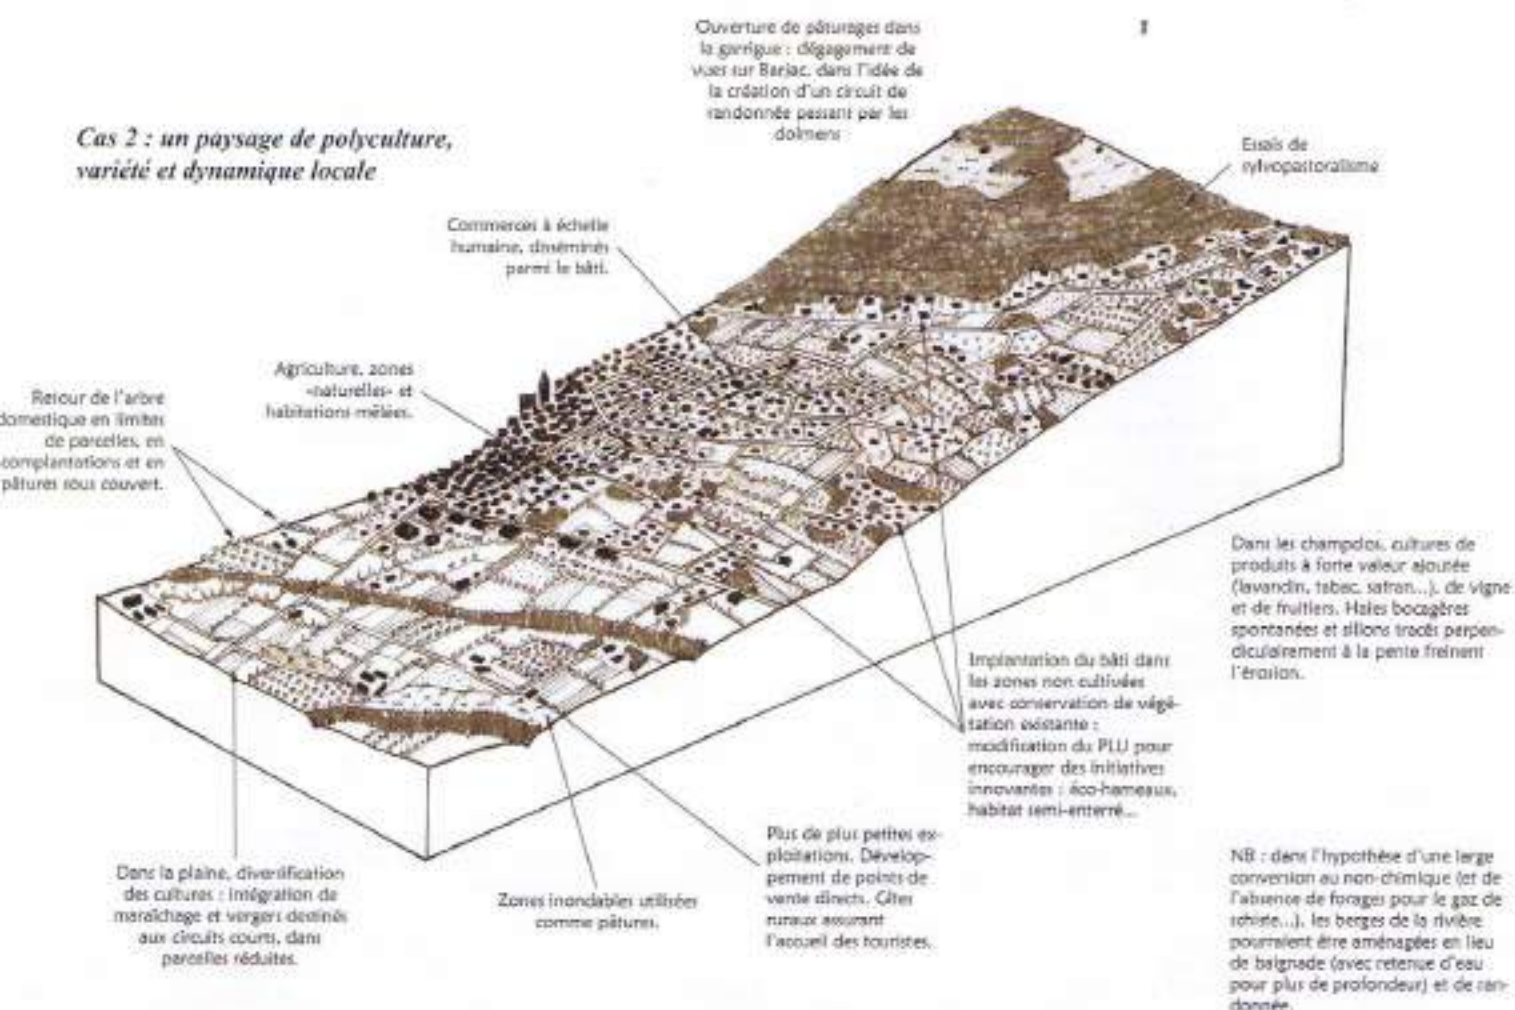 Ouverture de pâturages dans
la garrigue : dégagement de
vues sur Barjac, dans l'idée de
la création d'un circuit de
randonnée passant par les
dolmens
Cas 2 : un paysage de polyculture,
variété et dynamique locale
Essais de
sylvopastoralisme
Commerces à échelle
humaine, disséminés
parmi le bâti.
Agriculture, zones
«naturelles» et
habitations mêlées.
Retour de l'arbre
domestique en limites
de parcelles, en
complantations et en
pâtures sous couvert.
Dans les champclos, cultures de
produits à forte valeur ajoutée
(lavandin, tabac, safran...), de vigne
et de fruitiers. Haies bocagères
spontanées et sillons tracés perpen-
diculairement à la pente freinent
l'érosion.
Implantation du bâti dans
les zones non cultivées
avec conservation de végé-
tation existante :
modification du PLU pour
encourager des initiatives
innovantes : éco-hameaux,
habitat semi-enterré...
Plus de plus petites ex-
ploitations. Dévelop-
pement de points de
vente directs. Gîtes
ruraux assurant
l'accueil des touristes.
Zones inondables utilisées
comme pâtures.
Dans la plaine, diversification
des cultures : intégration de
maraîchage et vergers destinés
aux circuits courts, dans
parcelles réduites.
NB : dans l'hypothèse d'une large
conversion au non-chimique (et de
l'absence de forages pour le gaz de
schiste...), les berges de la rivière
pourraient être aménagées en lieu
de baignade (avec retenue d'eau
pour plus de profondeur) et de ran-
donnée.